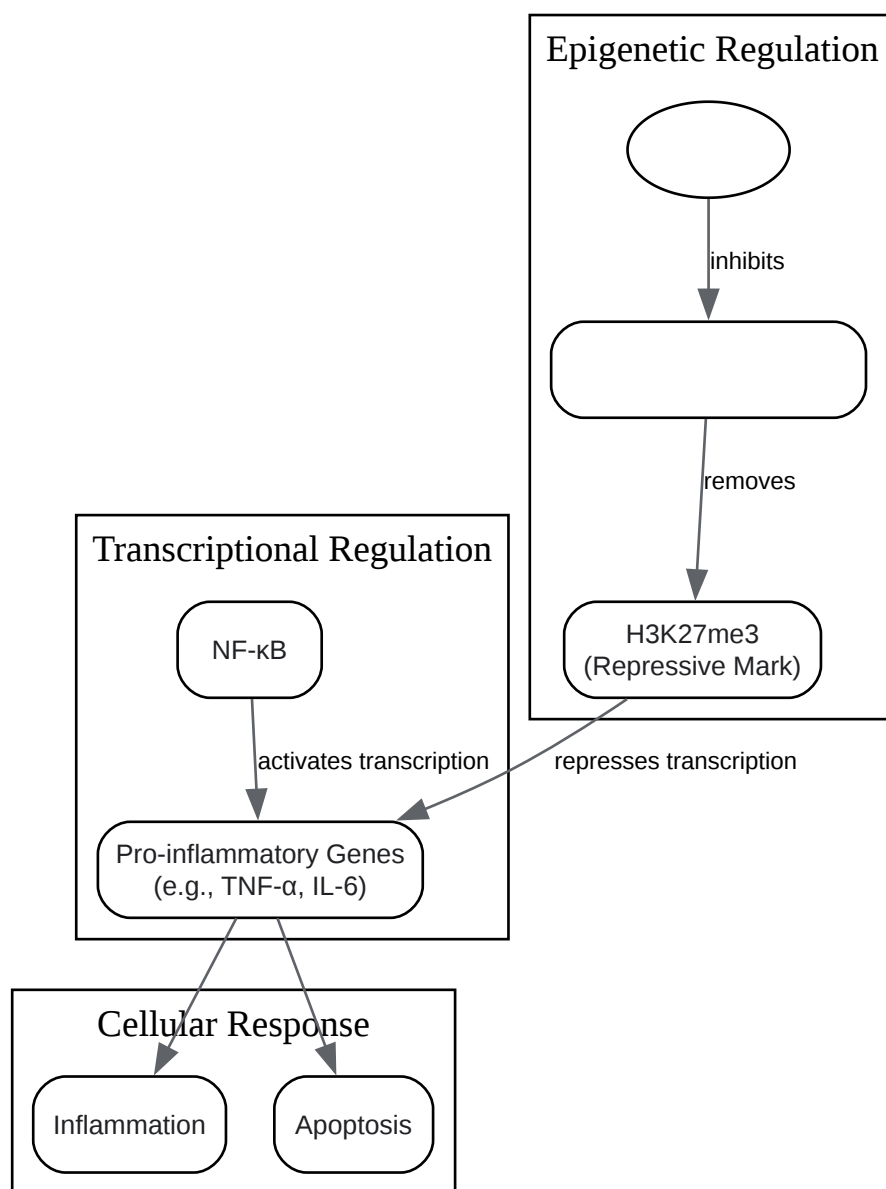 Epigenetic Regulation
inhibits
removes
H3K27me3
(Repressive Mark)
represses transcription
Transcriptional Regulation
NF-κB
activates transcription
Pro-inflammatory Genes
(e.g., TNF-α, IL-6)
Cellular Response
Inflammation
Apoptosis